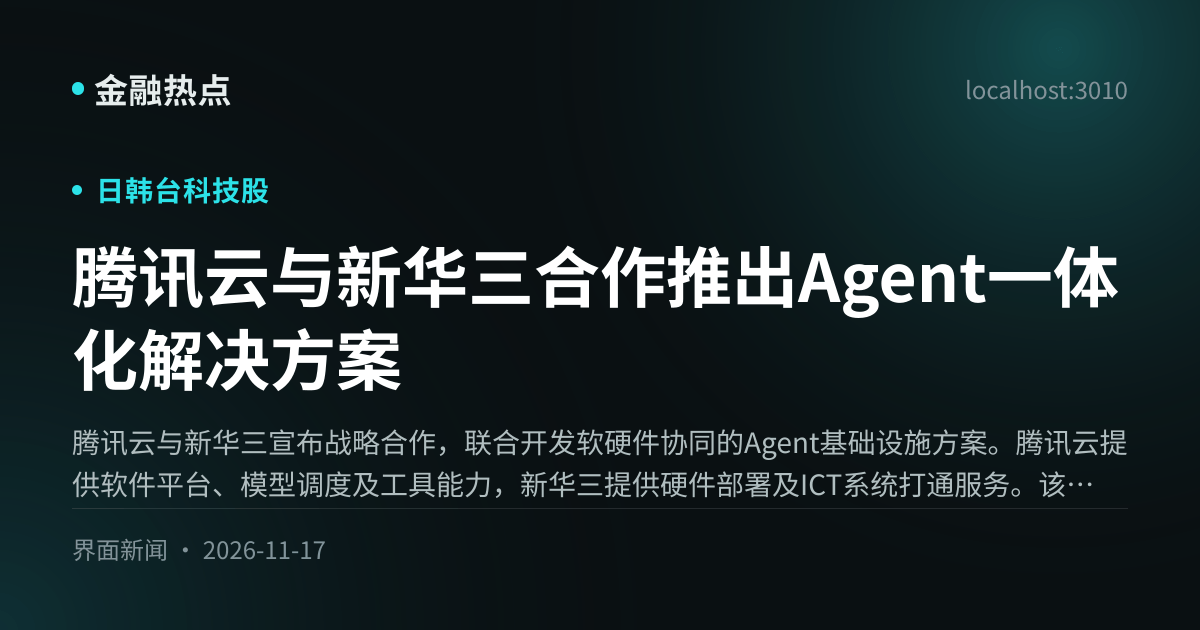 金融热点
localhost:3010
日韩台科技股
腾讯云与新华三合作推出Agent一体
化解决方案
腾讯云与新华三宣布战略合作，联合开发软硬件协同的Agent基础设施方案。腾讯云提
供软件平台、模型调度及工具能力，新华三提供硬件部署及ICT系统打通服务。该…
界面新闻 • 2026-11-17